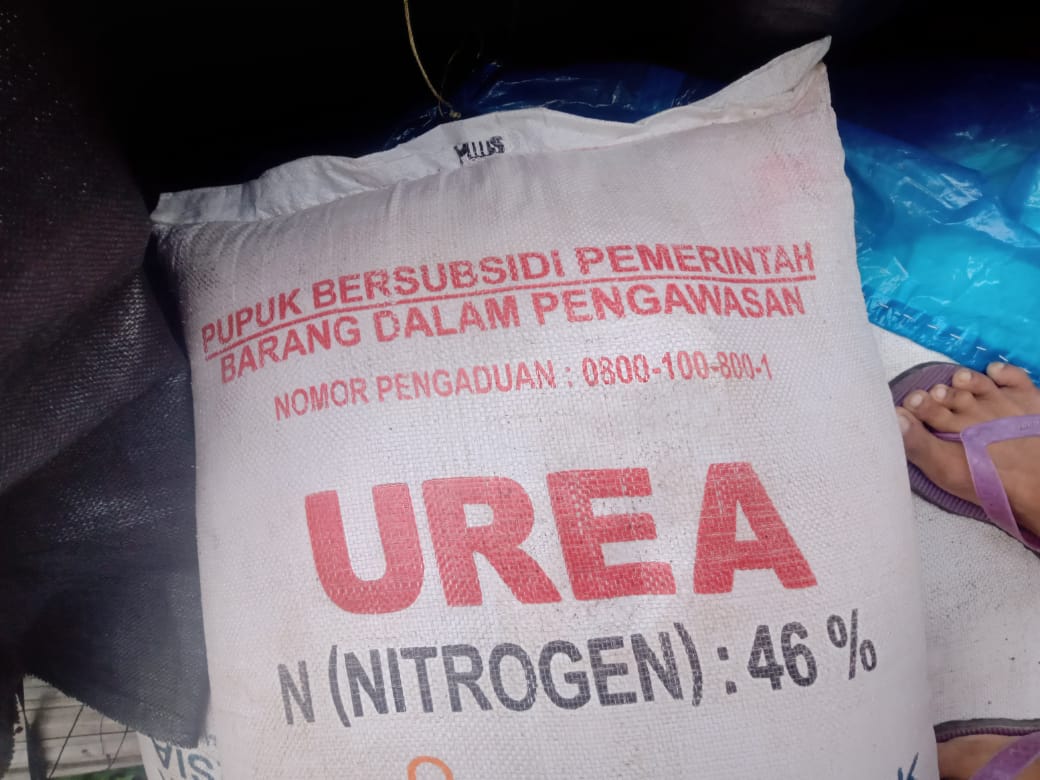 PUPUK BERSUBSIDI PEMERINTAH
BARANG DALAM PENGAWASAN
NOMOR PENGADUAN : 0800-100-800-1
UREA
N (NITROGEN) : 46 %